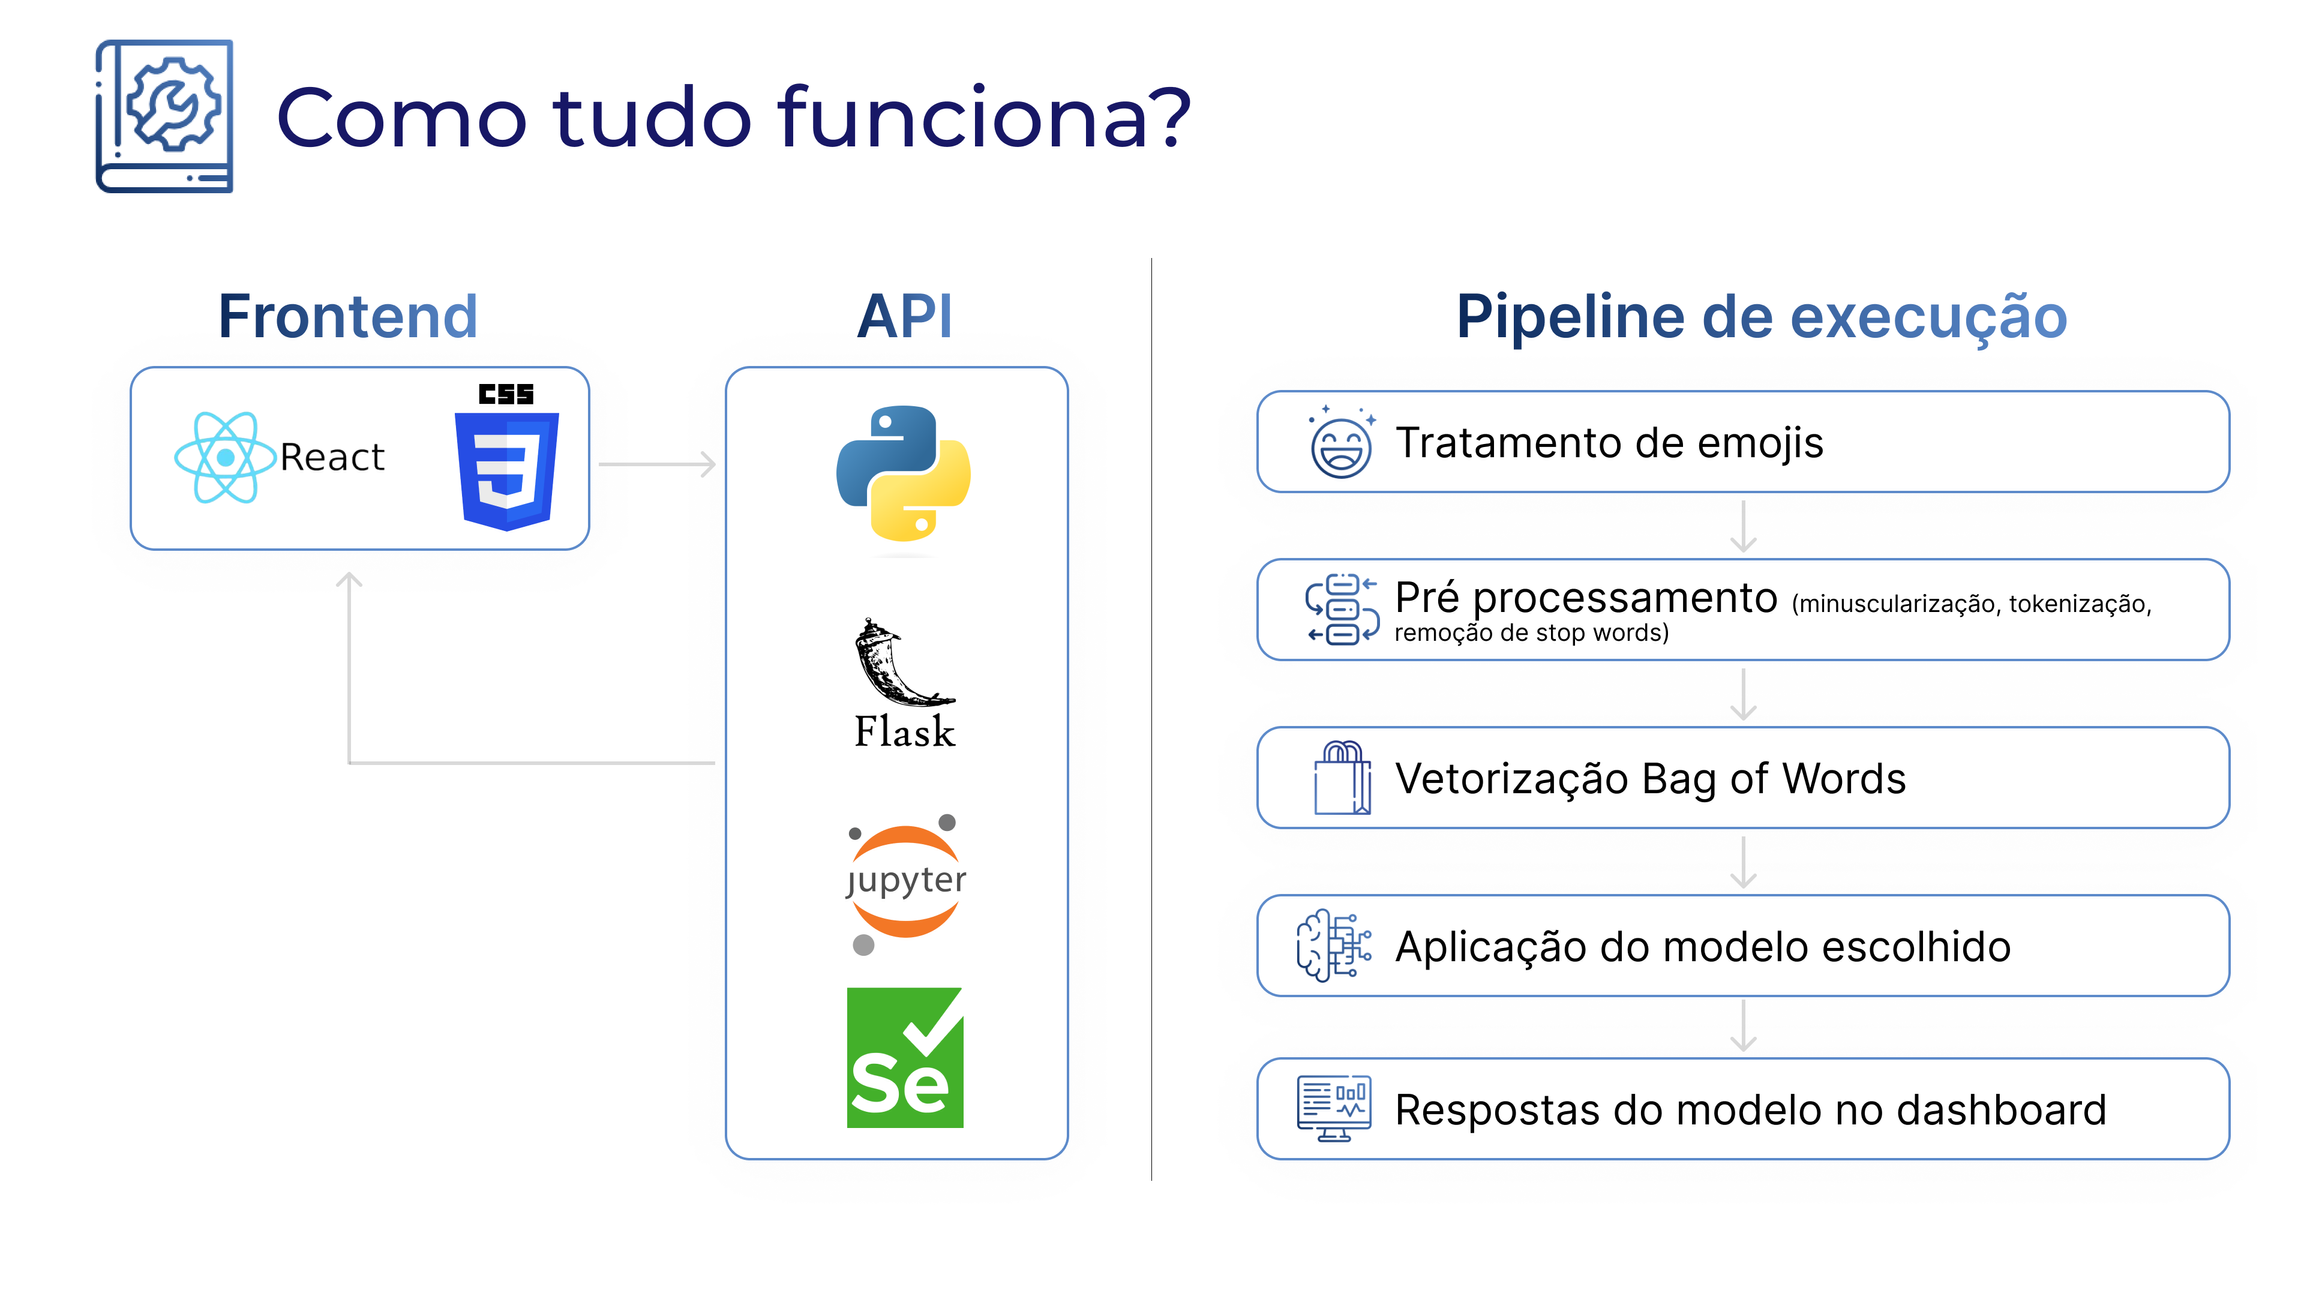 Como tudo funciona?
Frontend
React
CSS
API
Flask
jupyter
Se
Pipeline de execução
Tratamento de emojis
Pré processamento (minuscularização, tokenização,
remoção de stop words)
Vetorização Bag of Words
Aplicação do modelo escolhido
Respostas do modelo no dashboard